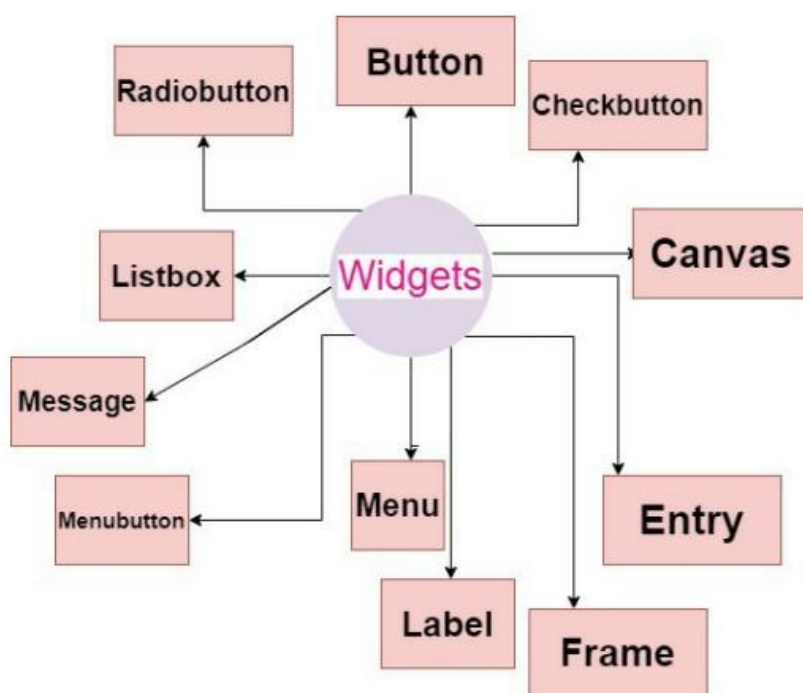 Button
Radiobutton
Checkbutton
Canvas
Widgets
Listbox
Message
Menu
Menubutton
Entry
Label
Frame